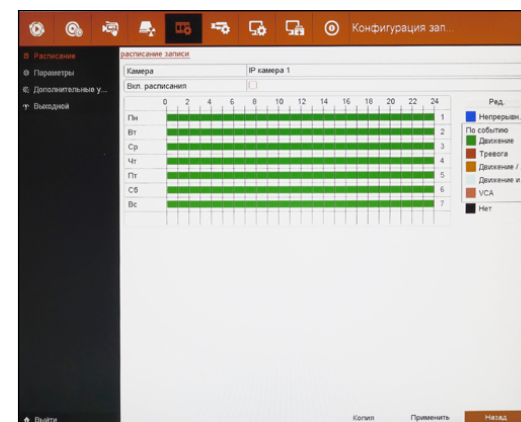 Конфигурация зап...
Расписание
Параметры
Дополнительные у...
Выходной
Выйти
расписание записи
Камера IP камера 1
Вкл. расписания
0 2 4 6 8 10 12 14 16 18 20 22 24
Пн 1
Вт 2
Ср 3
Чт 4
Пт 5
Сб 6
Вс 7
Ред.
Непрерывн.
По событию
Движение
Тревога
Движение /
Движение и
VCA
Нет
Копия Применить Назад